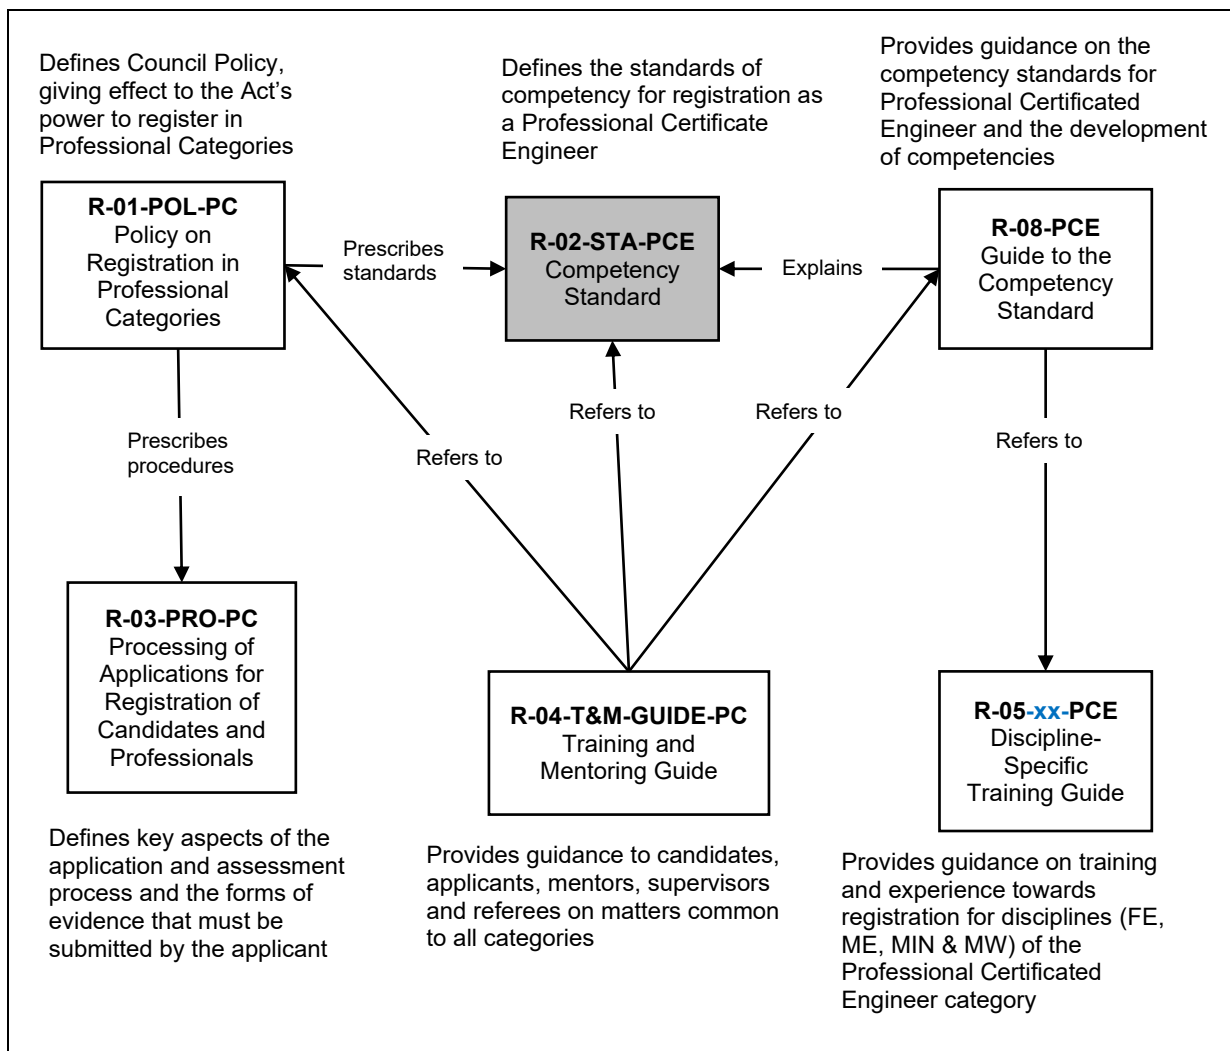 Defines Council Policy,
giving effect to the Act's
power to register in
Professional Categories
Defines the standards of
competency for registration as
a Professional Certificate
Engineer
Provides guidance on the
competency standards for
Professional Certificated
Engineer and the development
of competencies
R-01-POL-PC
Policy on
Registration in
Professional
Categories
Prescribes
standards
R-02-STA-PCE
Competency
Standard
Explains
R-08-PCE
Guide to the
Competency
Standard
Prescribes
procedures
Refers to
Refers to
Refers to
Refers to
R-03-PRO-PC
Processing of
Applications for
Registration of
Candidates and
Professionals
R-04-T&M-GUIDE-PC
Training and
Mentoring Guide
R-05-xx-PCE
Discipline-
Specific
Training Guide
Defines key aspects of the
application and assessment
process and the forms of
evidence that must be
submitted by the applicant
Provides guidance to candidates,
applicants, mentors, supervisors
and referees on matters common
to all categories
Provides guidance on training
and experience towards
registration for disciplines (FE,
ME, MIN & MW) of the
Professional Certificated
Engineer category